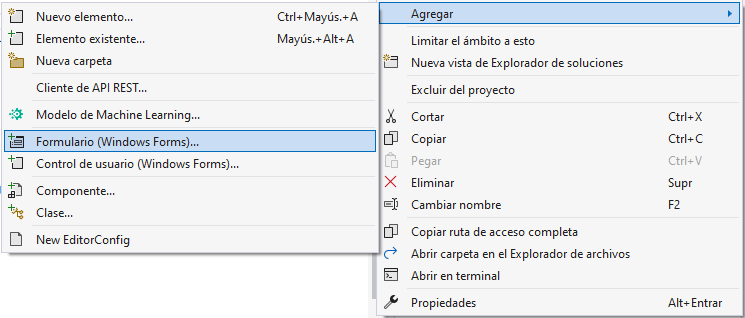 Nuevo elemento... Ctrl+Mayús.+A
Elemento existente... Mayús.+Alt+A
Nueva carpeta
Cliente de API REST...
Modelo de Machine Learning...
Formulario (Windows Forms)...
Control de usuario (Windows Forms)...
Componente...
Clase...
New EditorConfig
Agregar
Limitar el ámbito a esto
Nueva vista de Explorador de soluciones
Excluir del proyecto
Cortar Ctrl+X
Copiar Ctrl+C
Pegar Ctrl+V
Eliminar Supr
Cambiar nombre F2
Copiar ruta de acceso completa
Abrir carpeta en el Explorador de archivos
Abrir en terminal
Propiedades Alt+Entrar